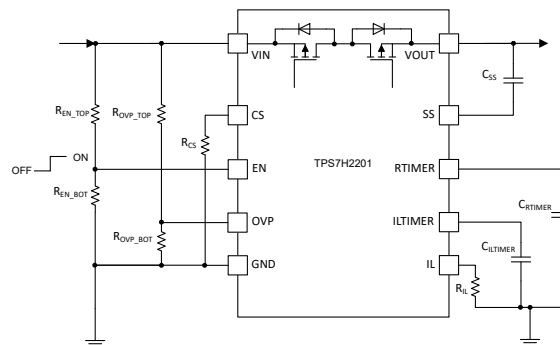 VIN
VOUT
C_SS
R_EN_TOP
R_OVP_TOP
CS
SS
R_CS
TPS7H2201
OFF
ON
EN
RTIMER
R_EN_BOT
C_RTIMER
OVP
ILTIMER
R_OVP_BOT
C_ILTIMER
GND
IL
R_IL